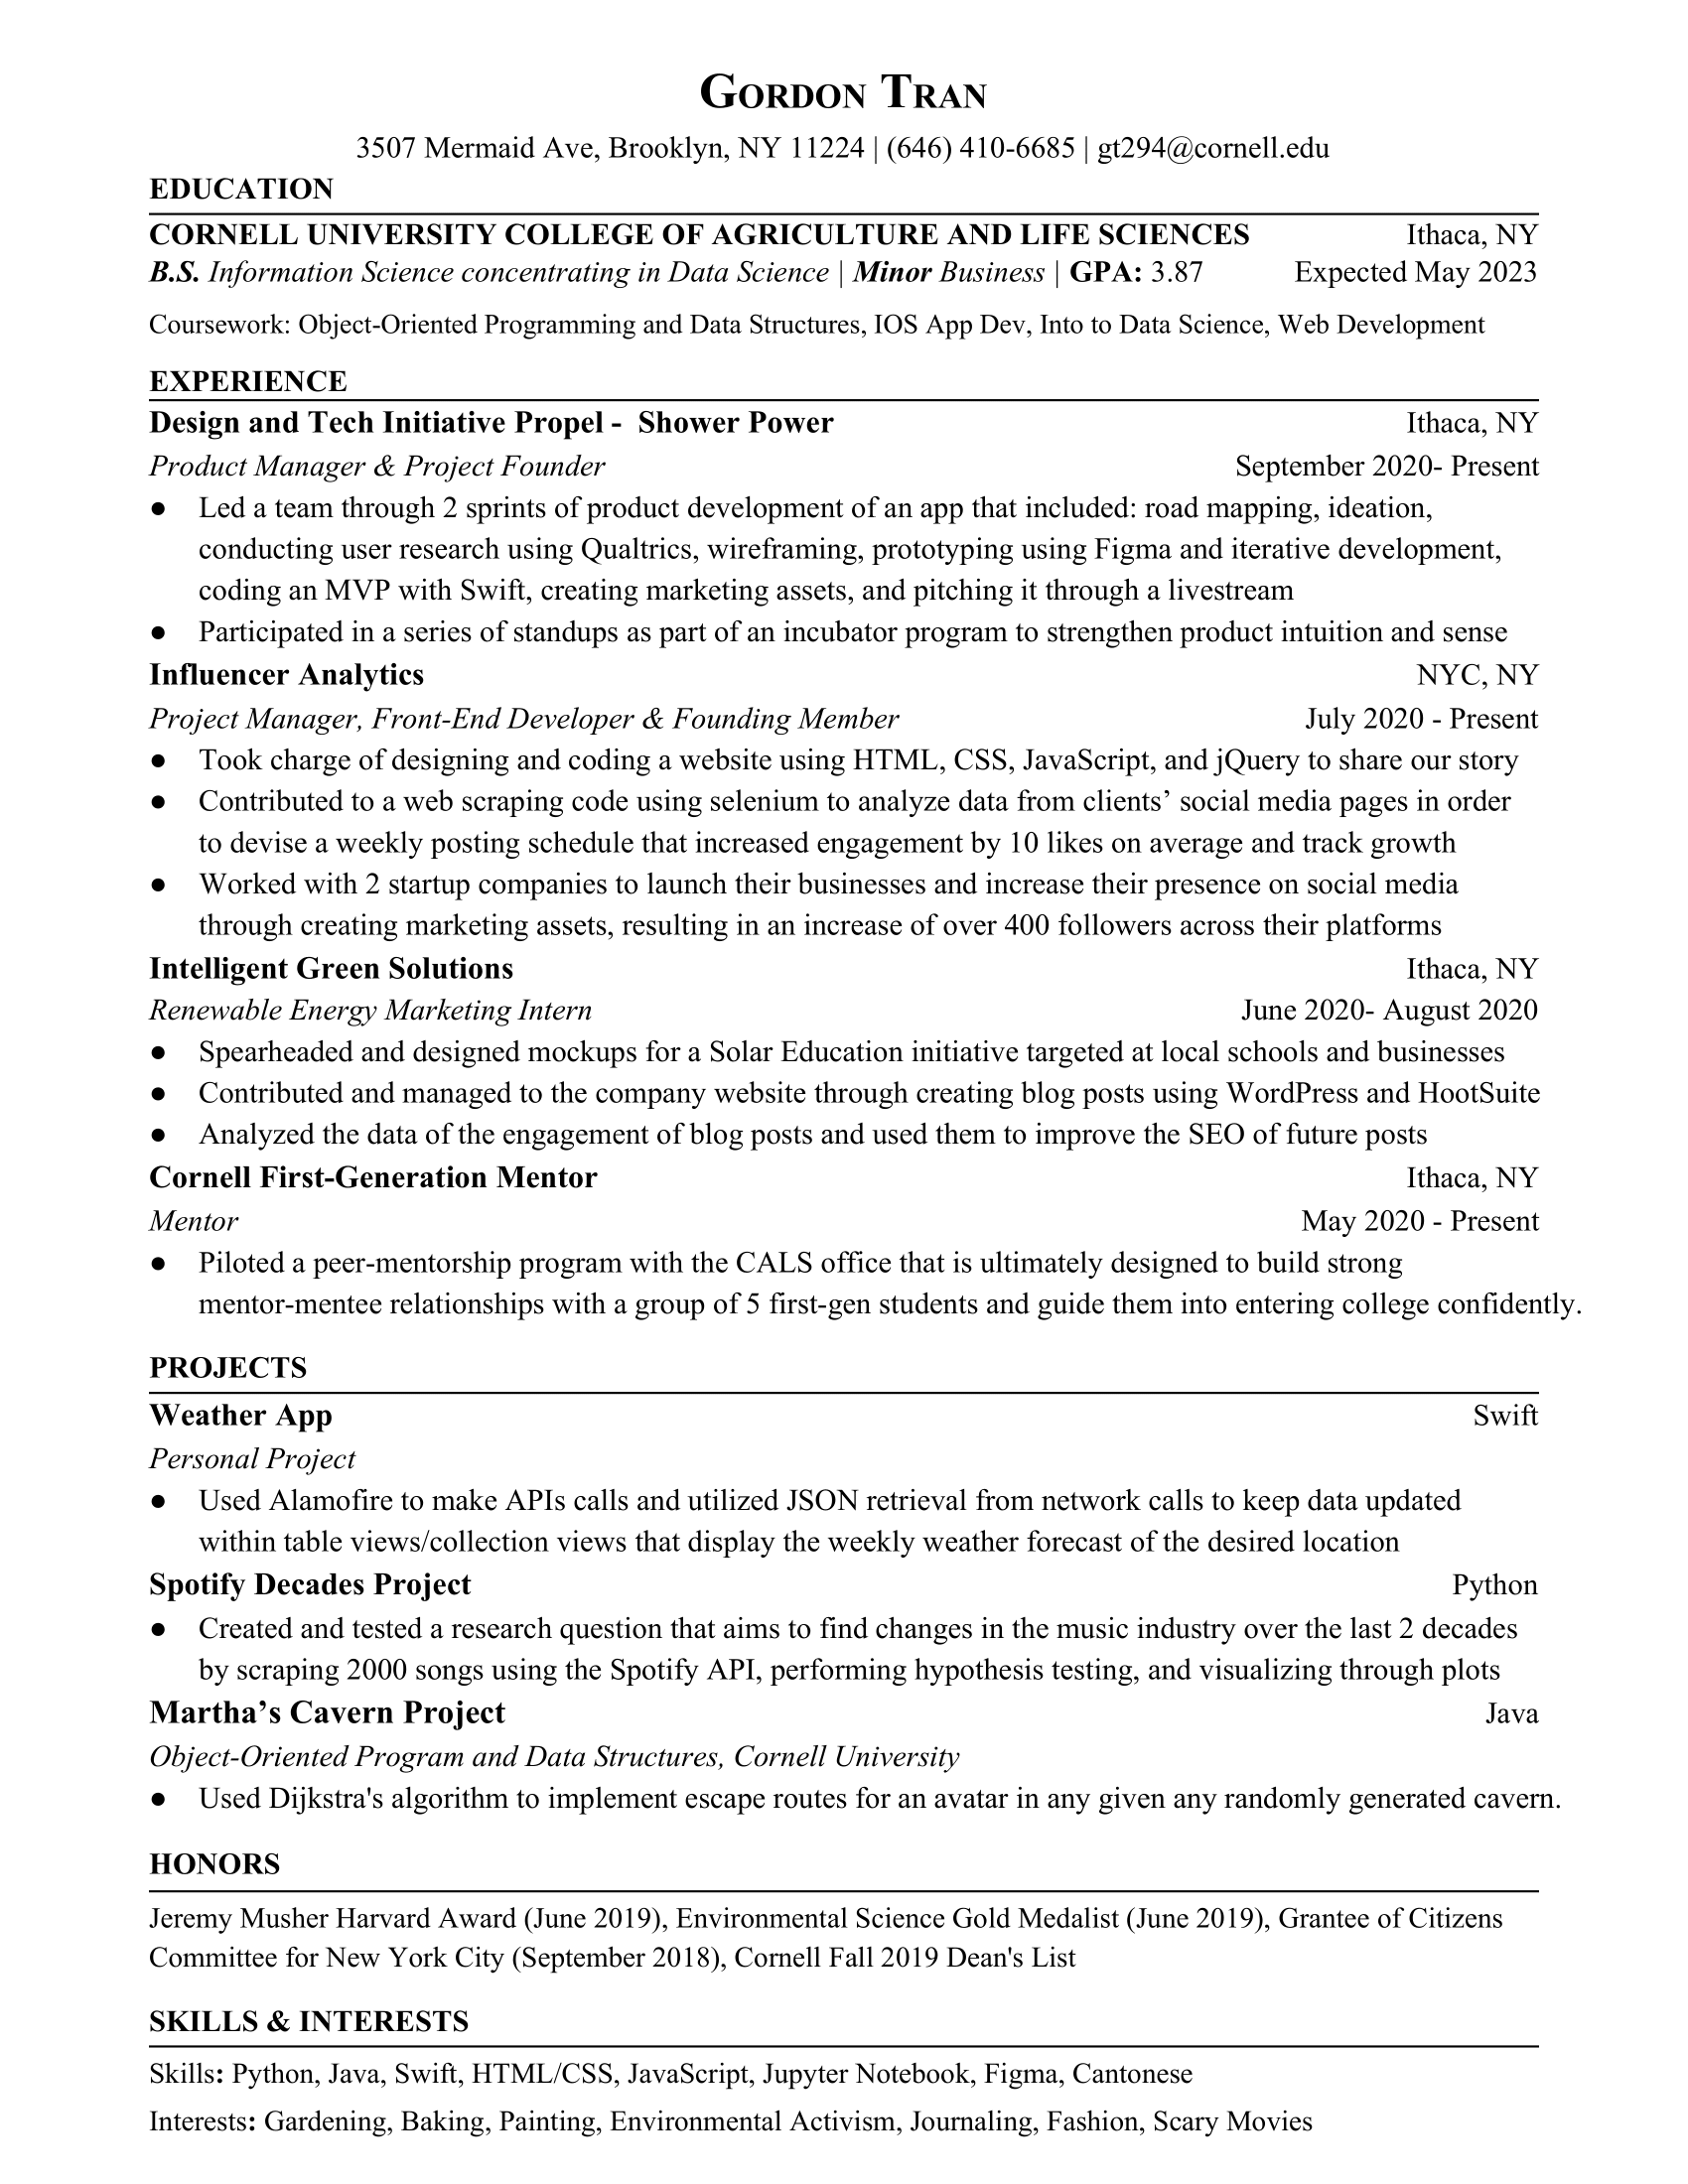 GORDON TRAN
3507 Mermaid Ave, Brooklyn, NY 11224 | (646) 410-6685 | gt294@cornell.edu
EDUCATION
CORNELL UNIVERSITY COLLEGE OF AGRICULTURE AND LIFE SCIENCES Ithaca, NY
B.S. Information Science concentrating in Data Science | Minor Business | GPA: 3.87 Expected May 2023
Coursework: Object-Oriented Programming and Data Structures, IOS App Dev, Into to Data Science, Web Development
EXPERIENCE
Design and Tech Initiative Propel - Shower Power Ithaca, NY
Product Manager & Project Founder September 2020- Present
● Led a team through 2 sprints of product development of an app that included: road mapping, ideation,
conducting user research using Qualtrics, wireframing, prototyping using Figma and iterative development,
coding an MVP with Swift, creating marketing assets, and pitching it through a livestream
● Participated in a series of standups as part of an incubator program to strengthen product intuition and sense
Influencer Analytics NYC, NY
Project Manager, Front-End Developer & Founding Member July 2020 - Present
● Took charge of designing and coding a website using HTML, CSS, JavaScript, and jQuery to share our story
● Contributed to a web scraping code using selenium to analyze data from clients’ social media pages in order
to devise a weekly posting schedule that increased engagement by 10 likes on average and track growth
● Worked with 2 startup companies to launch their businesses and increase their presence on social media
through creating marketing assets, resulting in an increase of over 400 followers across their platforms
Intelligent Green Solutions Ithaca, NY
Renewable Energy Marketing Intern June 2020- August 2020
● Spearheaded and designed mockups for a Solar Education initiative targeted at local schools and businesses
● Contributed and managed to the company website through creating blog posts using WordPress and HootSuite
● Analyzed the data of the engagement of blog posts and used them to improve the SEO of future posts
Cornell First-Generation Mentor Ithaca, NY
Mentor May 2020 - Present
● Piloted a peer-mentorship program with the CALS office that is ultimately designed to build strong
mentor-mentee relationships with a group of 5 first-gen students and guide them into entering college confidently.
PROJECTS
Weather App Swift
Personal Project
● Used Alamofire to make APIs calls and utilized JSON retrieval from network calls to keep data updated
within table views/collection views that display the weekly weather forecast of the desired location
Spotify Decades Project Python
● Created and tested a research question that aims to find changes in the music industry over the last 2 decades
by scraping 2000 songs using the Spotify API, performing hypothesis testing, and visualizing through plots
Martha’s Cavern Project Java
Object-Oriented Program and Data Structures, Cornell University
● Used Dijkstra's algorithm to implement escape routes for an avatar in any given any randomly generated cavern.
HONORS
Jeremy Musher Harvard Award (June 2019), Environmental Science Gold Medalist (June 2019), Grantee of Citizens
Committee for New York City (September 2018), Cornell Fall 2019 Dean's List
SKILLS & INTERESTS
Skills: Python, Java, Swift, HTML/CSS, JavaScript, Jupyter Notebook, Figma, Cantonese
Interests: Gardening, Baking, Painting, Environmental Activism, Journaling, Fashion, Scary Movies